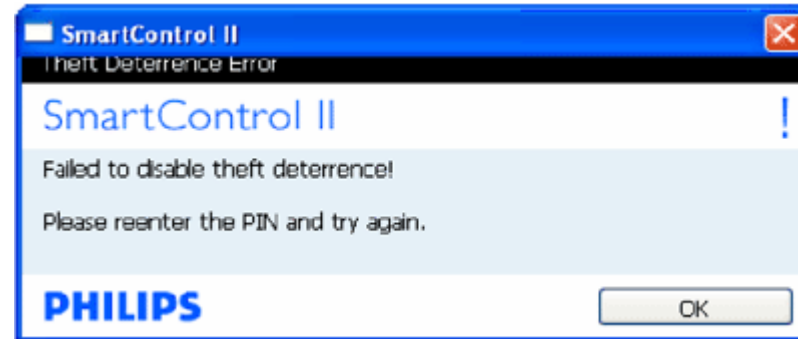 SmartControl II
Theft Deterrence Error
SmartControl II !
Failed to disable theft deterrence!
Please reenter the PIN and try again.
PHILIPS
OK